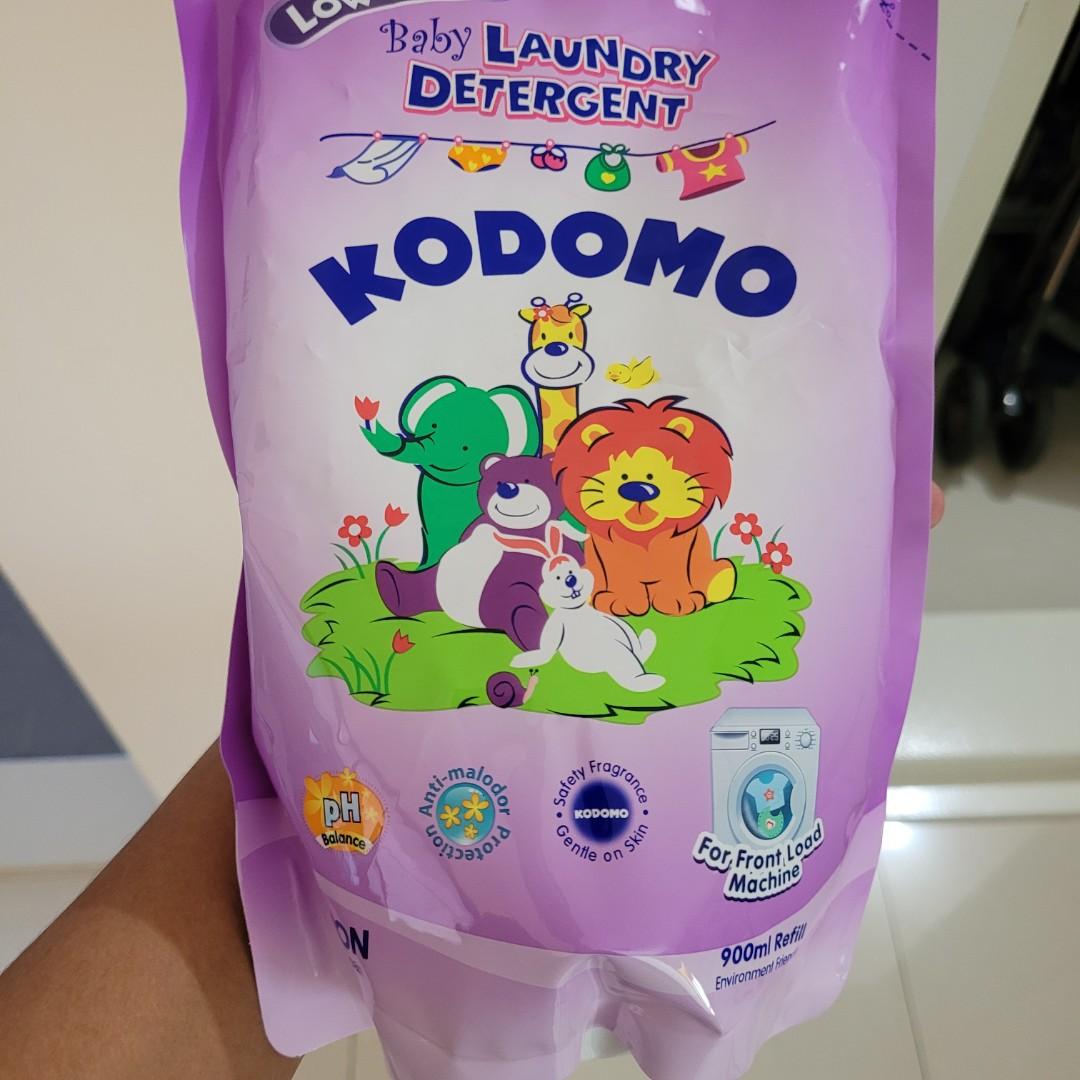 Baby LAUNDRY
DETERGENT
KODOMO
pH
Balance
Anti-malodor Protection
Safety Fragrance
KODOMO
Gentle on Skin
For Front Load
Machine
900ml Refill
Environment